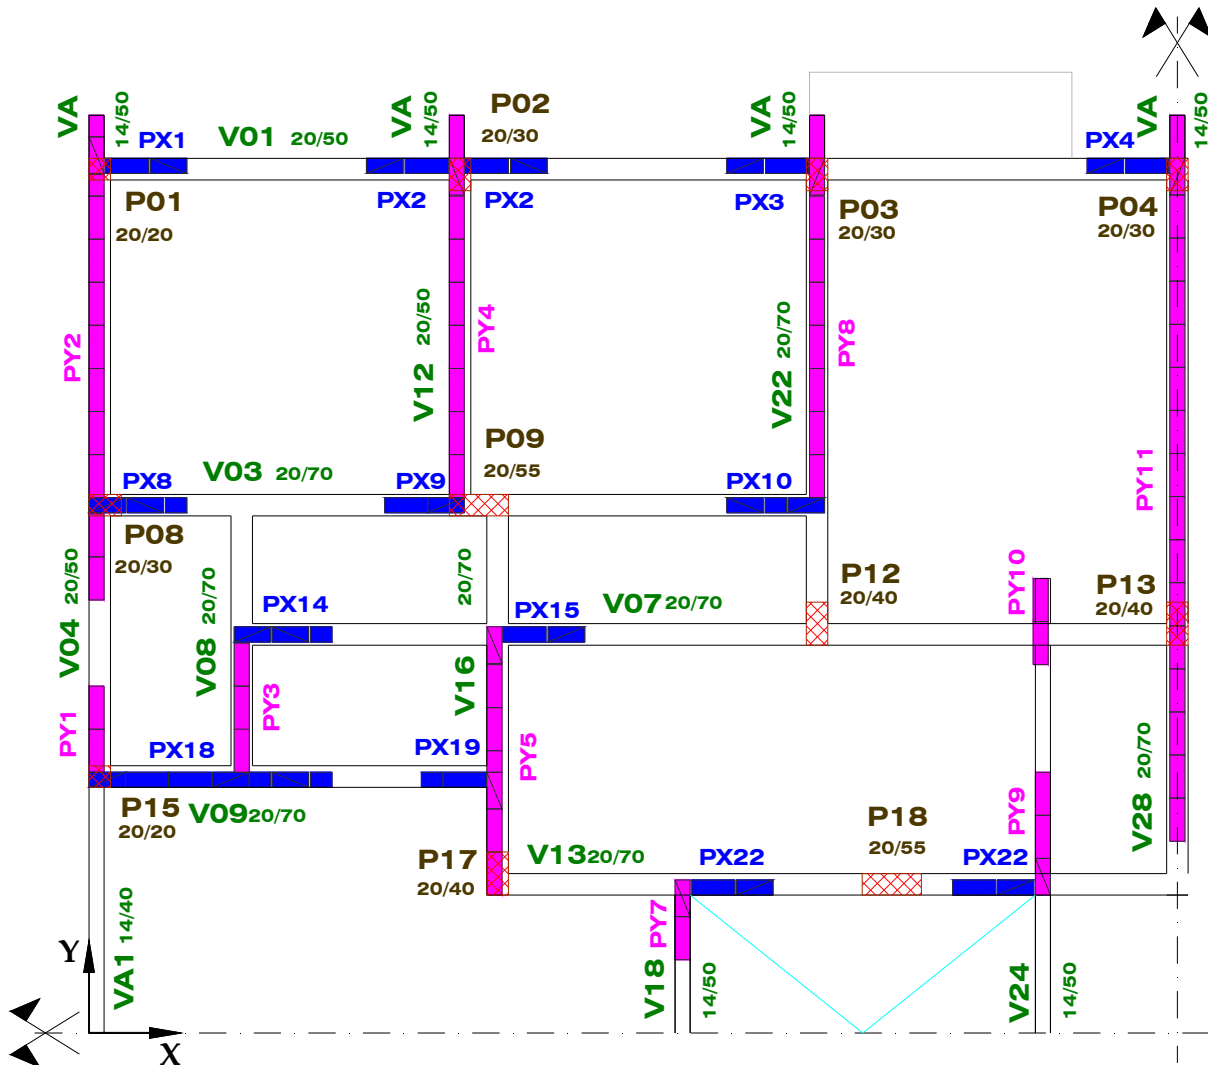 VA 14/50
VA 14/50
P02
20/30
VA 14/50
VA 14/50
PX1
V01 20/50
PX4
P01
20/20
PX2
PX2
PX3
P03
20/30
P04
20/30
PY2
V12 20/50
PY4
V22 20/70
PY8
V03 20/70
PX8
PX9
P09
20/55
PX10
PY11
P08
20/30
V04 20/50
V08 20/70
20/70
PX14
PX15
V07 20/70
P12
20/40
PY10
P13
20/40
PY1
PY3
V16
PX18
PX19
PY5
P15
20/20
V09 20/70
P17
20/40
V13 20/70
PX22
P18
20/55
PX22
PY9
V28 20/70
VA1 14/40
PY7
V18 14/50
V24 14/50
Y
X